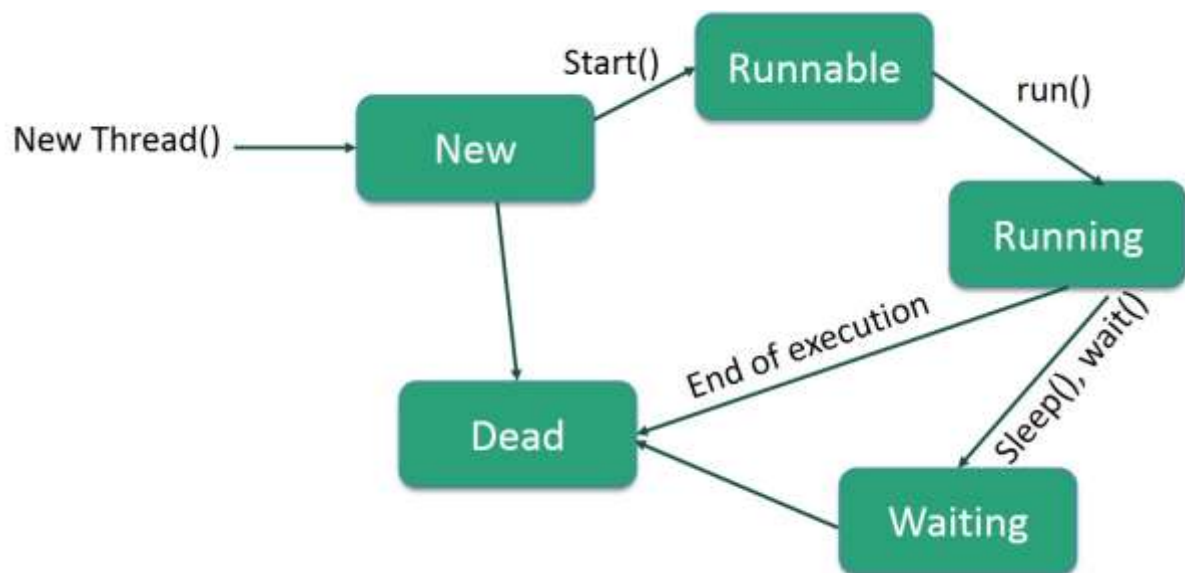 Start()
Runnable
run()
New Thread()
New
Running
End of execution
Sleep(), wait()
Dead
Waiting